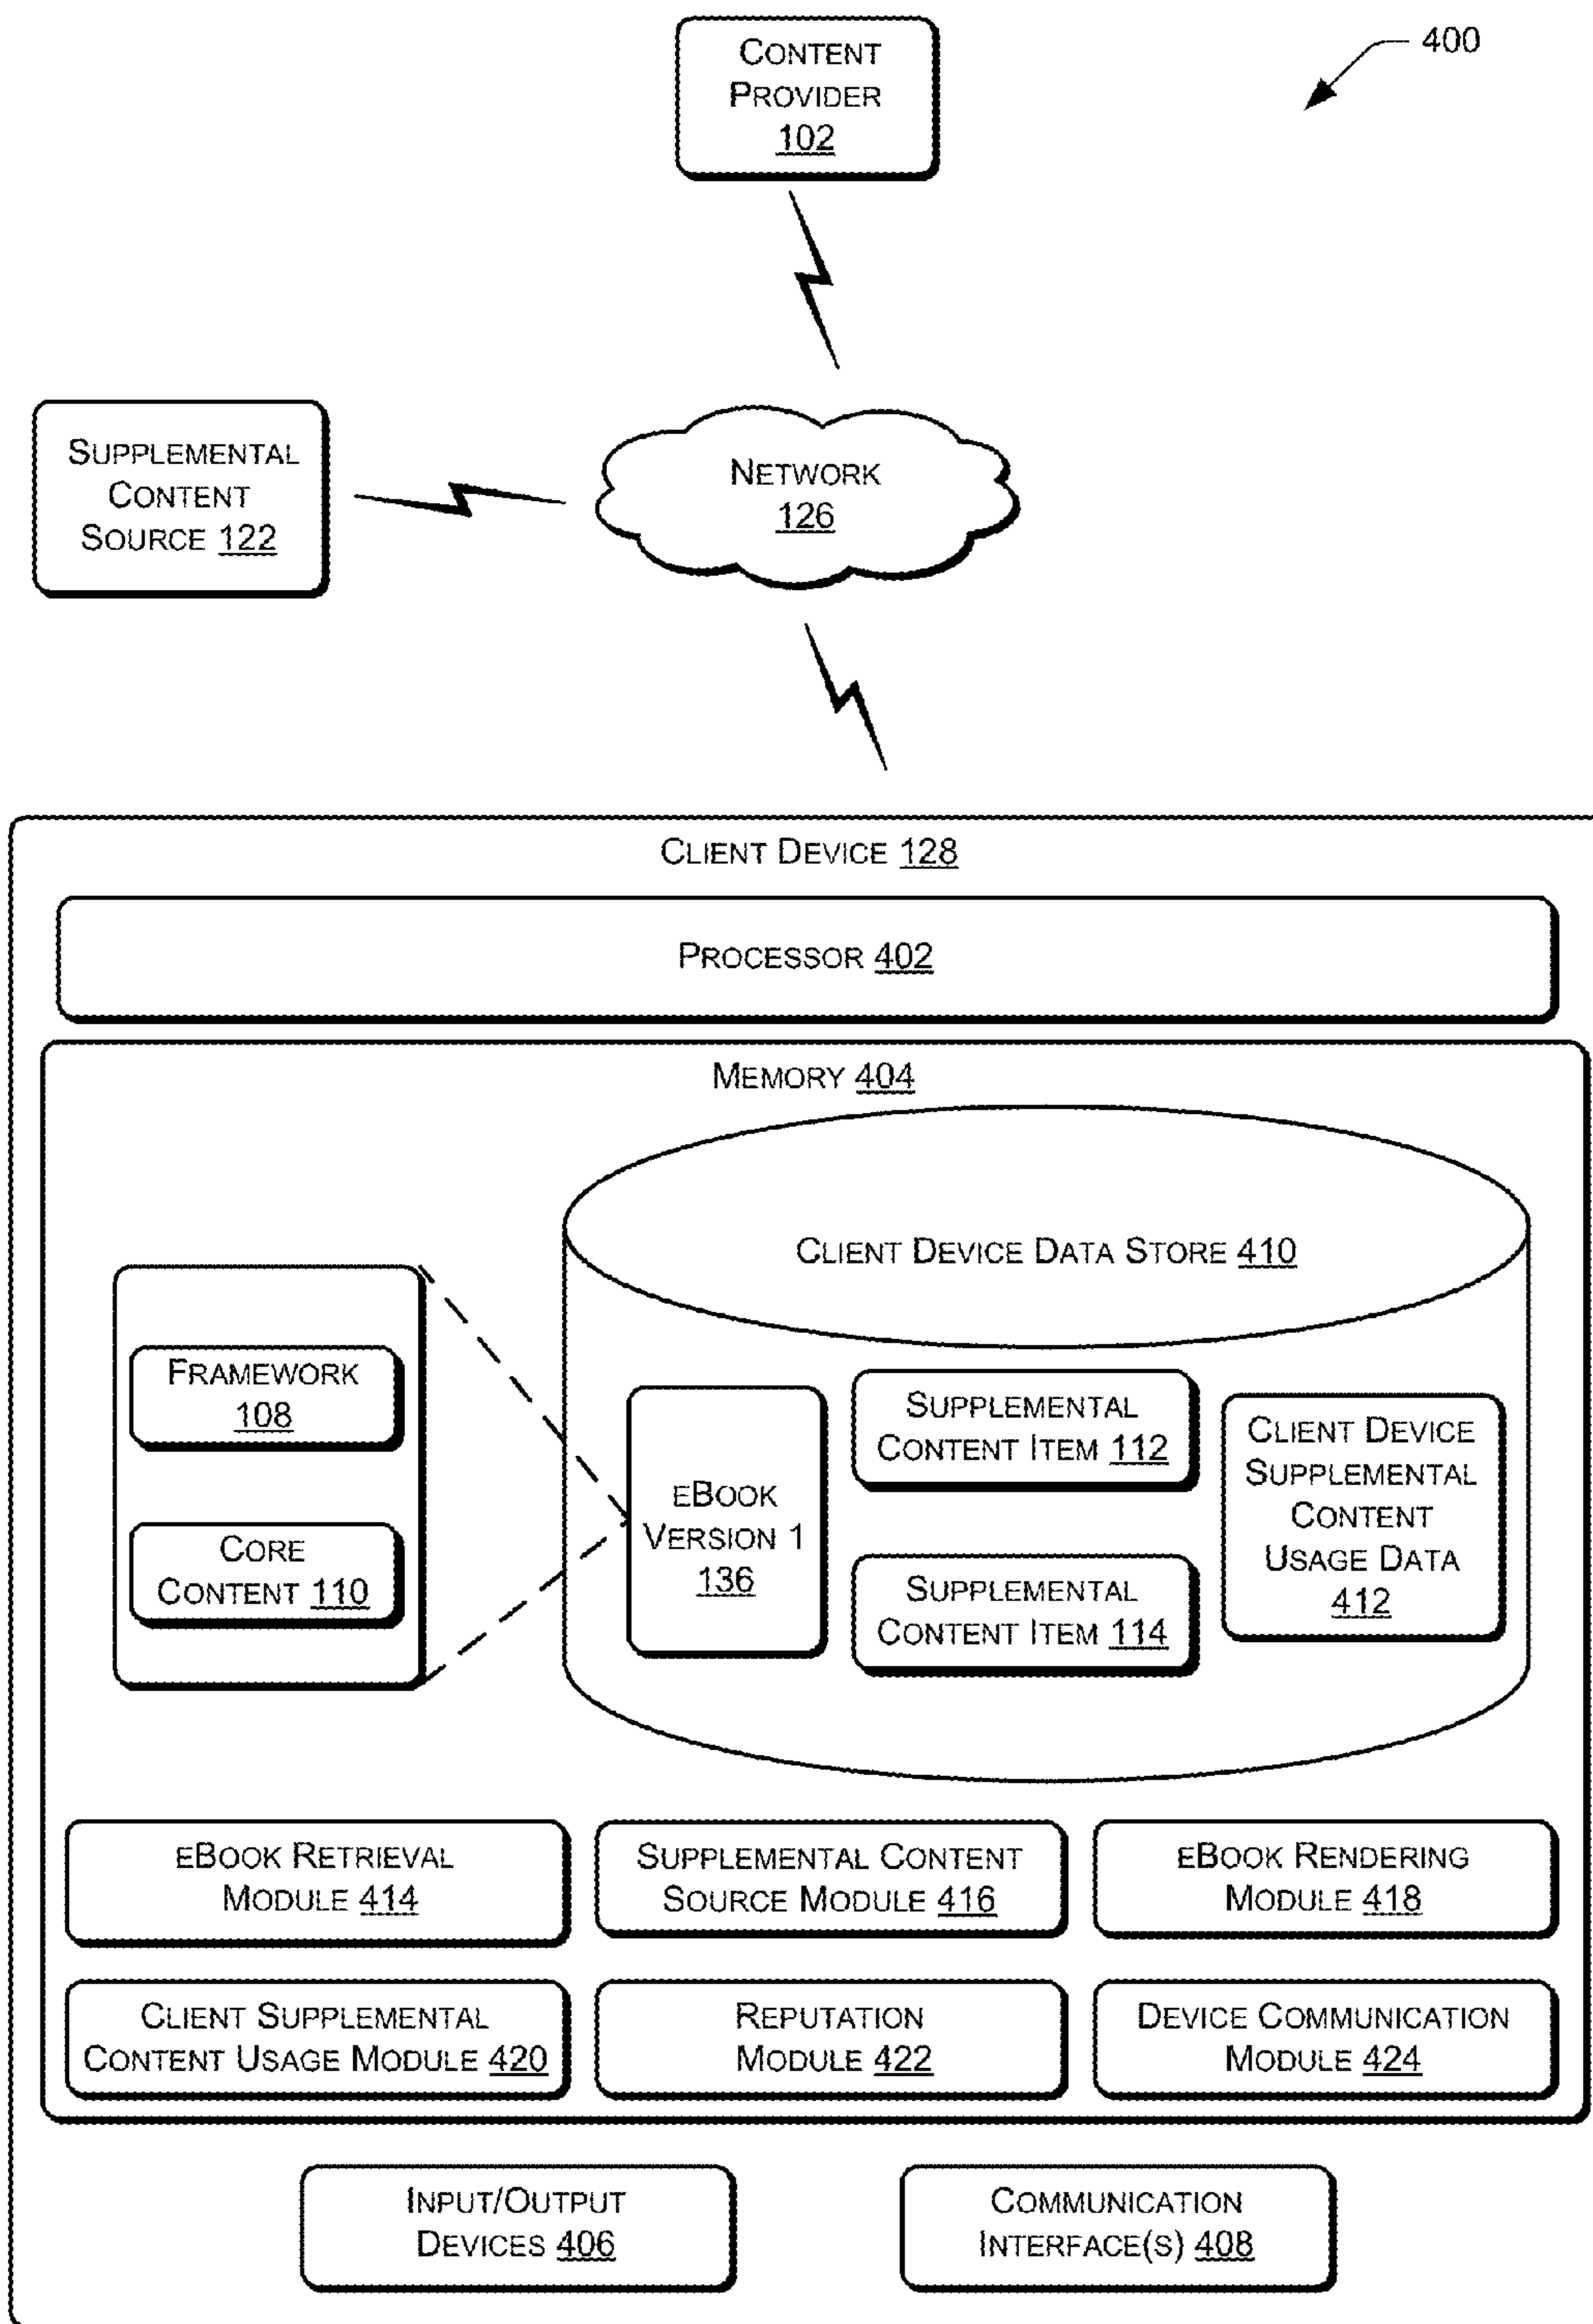 400
CONTENT
PROVIDER
102
SUPPLEMENTAL
CONTENT
SOURCE 122
NETWORK
126
CLIENT DEVICE 128
PROCESSOR 402
MEMORY 404
CLIENT DEVICE DATA STORE 410
FRAMEWORK
108
CORE
CONTENT 110
EBOOK
VERSION 1
136
SUPPLEMENTAL
CONTENT ITEM 112
SUPPLEMENTAL
CONTENT ITEM 114
CLIENT DEVICE
SUPPLEMENTAL
CONTENT
USAGE DATA
412
EBOOK RETRIEVAL
MODULE 414
SUPPLEMENTAL CONTENT
SOURCE MODULE 416
EBOOK RENDERING
MODULE 418
CLIENT SUPPLEMENTAL
CONTENT USAGE MODULE 420
REPUTATION
MODULE 422
DEVICE COMMUNICATION
MODULE 424
INPUT/OUTPUT
DEVICES 406
COMMUNICATION
INTERFACE(S) 408